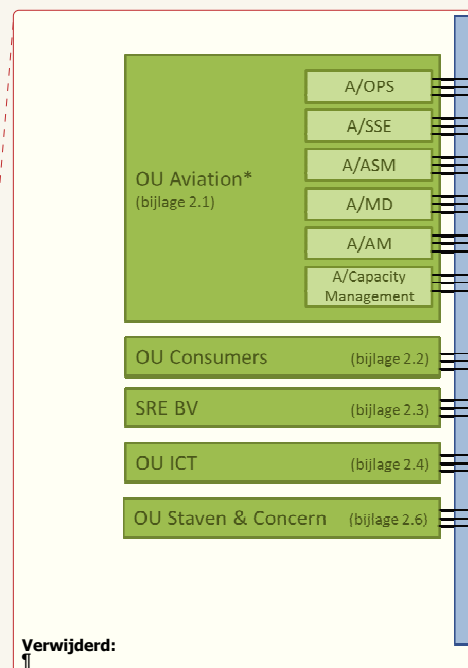 OU Aviation*
(bijlage 2.1)
A/OPS
A/SSE
A/ASM
A/MD
A/AM
A/Capacity
Management
OU Consumers (bijlage 2.2)
SRE BV (bijlage 2.3)
OU ICT (bijlage 2.4)
OU Staven & Concern (bijlage 2.6)
Verwijderd:
¶